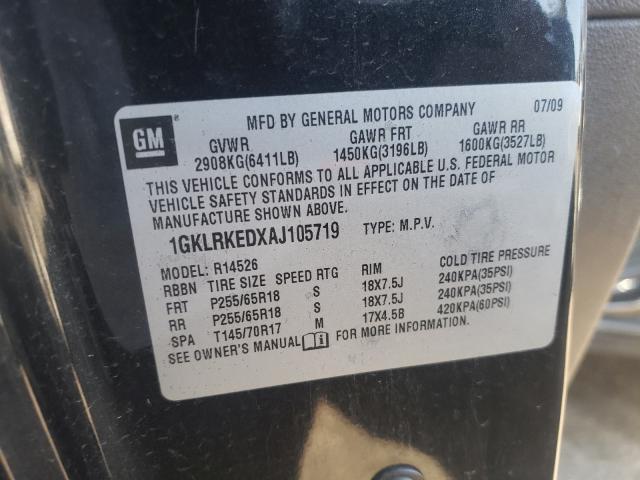 GM
MFD BY GENERAL MOTORS COMPANY 07/09
GVWR GAWR FRT GAWR RR
2908KG(6411LB) 1450KG(3196LB) 1600KG(3527LB)
THIS VEHICLE CONFORMS TO ALL APPLICABLE U.S. FEDERAL MOTOR
VEHICLE SAFETY STANDARDS IN EFFECT ON THE DATE OF
MANUFACTURE SHOWN ABOVE.
1GKLRKEDXAJ105719 TYPE: M.P.V.
MODEL: R14526
RBBN TIRE SIZE SPEED RTG RIM COLD TIRE PRESSURE
FRT P255/65R18 S 18X7.5J 240KPA(35PSI)
RR P255/65R18 S 18X7.5J 240KPA(35PSI)
SPA T145/70R17 M 17X4.5B 420KPA(60PSI)
SEE OWNER'S MANUAL FOR MORE INFORMATION.